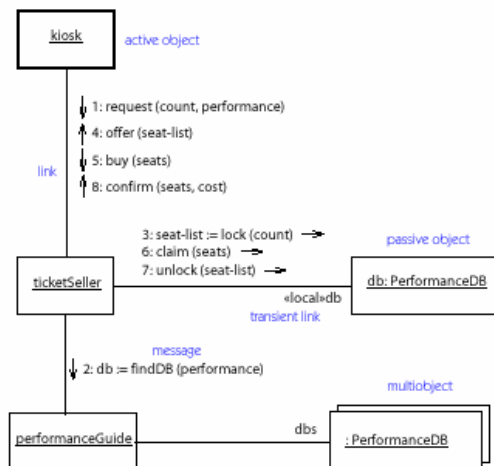 kiosk
active object
1: request (count, performance)
4: offer (seat-list)
link
5: buy (seats)
8: confirm (seats, cost)
3: seat-list := lock (count)
6: claim (seats)
7: unlock (seat-list)
passive object
ticketSeller
db: PerformanceDB
«local»db
transient link
message
2: db := findDB (performance)
multiobject
performanceGuide
dbs
: PerformanceDB